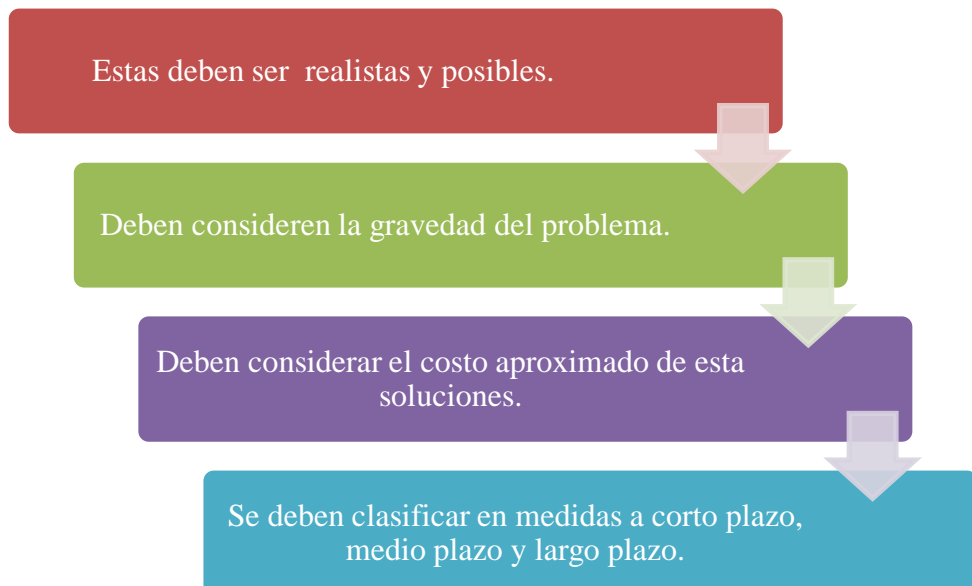 Estas deben ser  realistas y posibles.
Deben consideren la gravedad del problema.
Deben considerar el costo aproximado de esta
soluciones.
Se deben clasificar en medidas a corto plazo,
medio plazo y largo plazo.